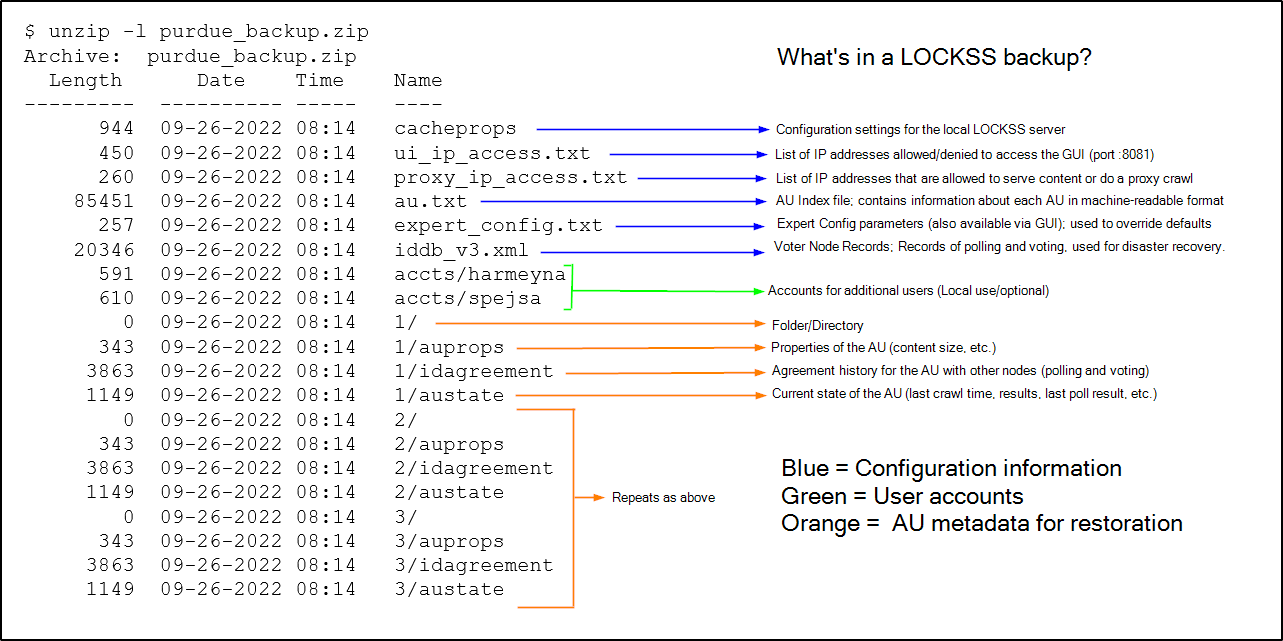 $ unzip -l purdue_backup.zip
Archive:  purdue_backup.zip
What's in a LOCKSS backup?
  Length      Date    Time    Name
---------  ---------- -----   ----
      944  09-26-2022 08:14   cacheprops Configuration settings for the local LOCKSS server
      450  09-26-2022 08:14   ui_ip_access.txt List of IP addresses allowed/denied to access the GUI (port :8081)
      260  09-26-2022 08:14   proxy_ip_access.txt List of IP addresses that are allowed to serve content or do a proxy crawl
    85451  09-26-2022 08:14   au.txt AU Index file; contains information about each AU in machine-readable format
      257  09-26-2022 08:14   expert_config.txt Expert Config parameters (also available via GUI); used to override defaults
    20346  09-26-2022 08:14   iddb_v3.xml Voter Node Records; Records of polling and voting, used for disaster recovery.
      591  09-26-2022 08:14   accts/harmeyna
      610  09-26-2022 08:14   accts/spejsa
Accounts for additional users (Local use/optional)
        0  09-26-2022 08:14   1/ Folder/Directory
      343  09-26-2022 08:14   1/auprops Properties of the AU (content size, etc.)
     3863  09-26-2022 08:14   1/idagreement Agreement history for the AU with other nodes (polling and voting)
     1149  09-26-2022 08:14   1/austate Current state of the AU (last crawl time, results, last poll result, etc.)
        0  09-26-2022 08:14   2/
      343  09-26-2022 08:14   2/auprops
     3863  09-26-2022 08:14   2/idagreement
     1149  09-26-2022 08:14   2/austate
        0  09-26-2022 08:14   3/
      343  09-26-2022 08:14   3/auprops
     3863  09-26-2022 08:14   3/idagreement
     1149  09-26-2022 08:14   3/austate
Repeats as above
Blue = Configuration information
Green = User accounts
Orange =  AU metadata for restoration